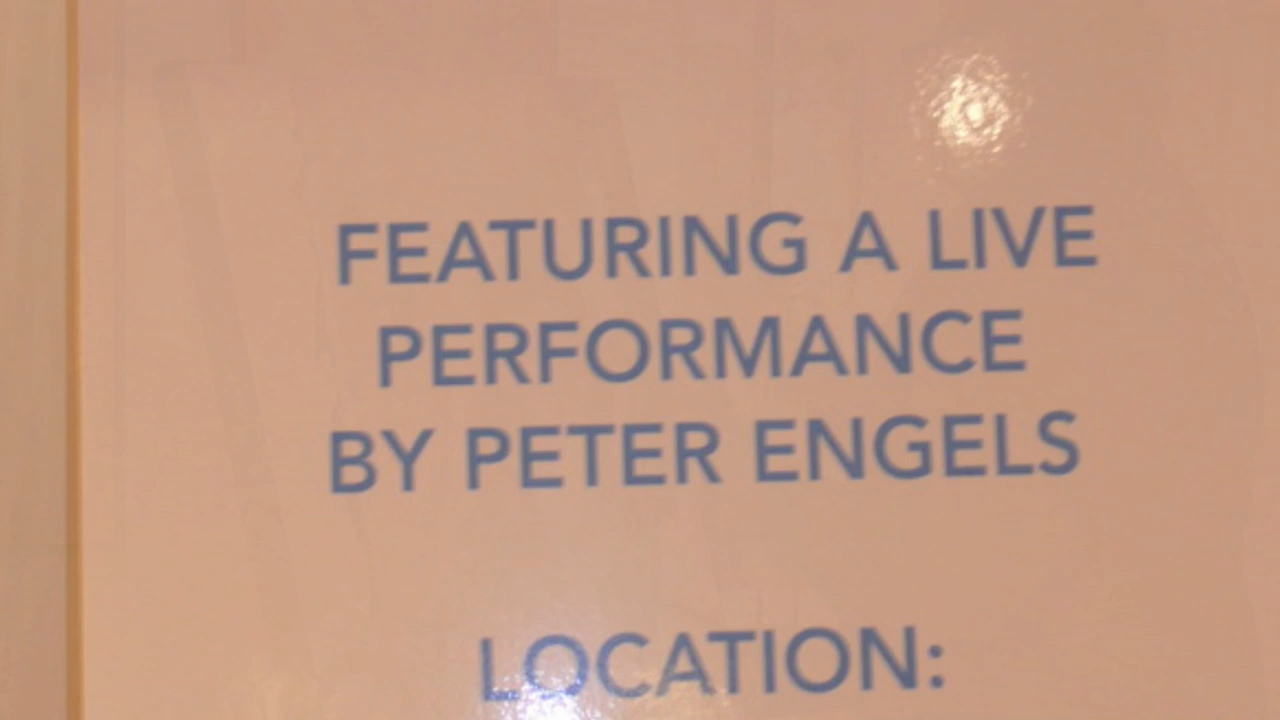 FEATURING A LIVE
PERFORMANCE
BY PETER ENGELS
LOCATION: